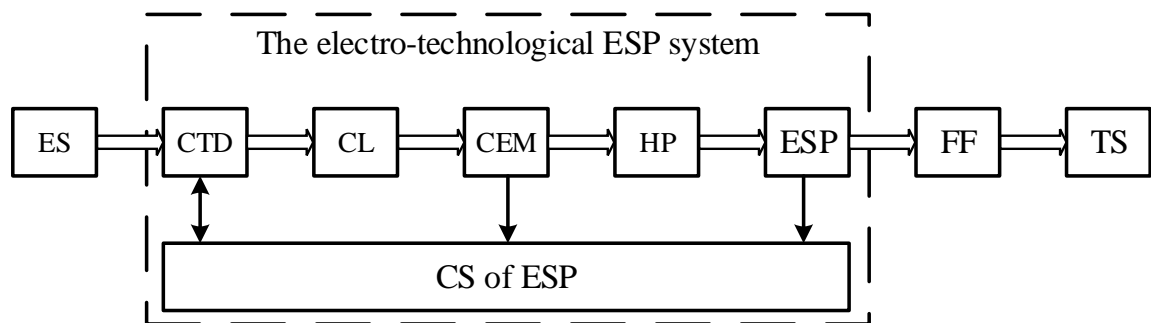 The electro-technological ESP system
ES
CTD
CL
CEM
HP
ESP
FF
TS
CS of ESP